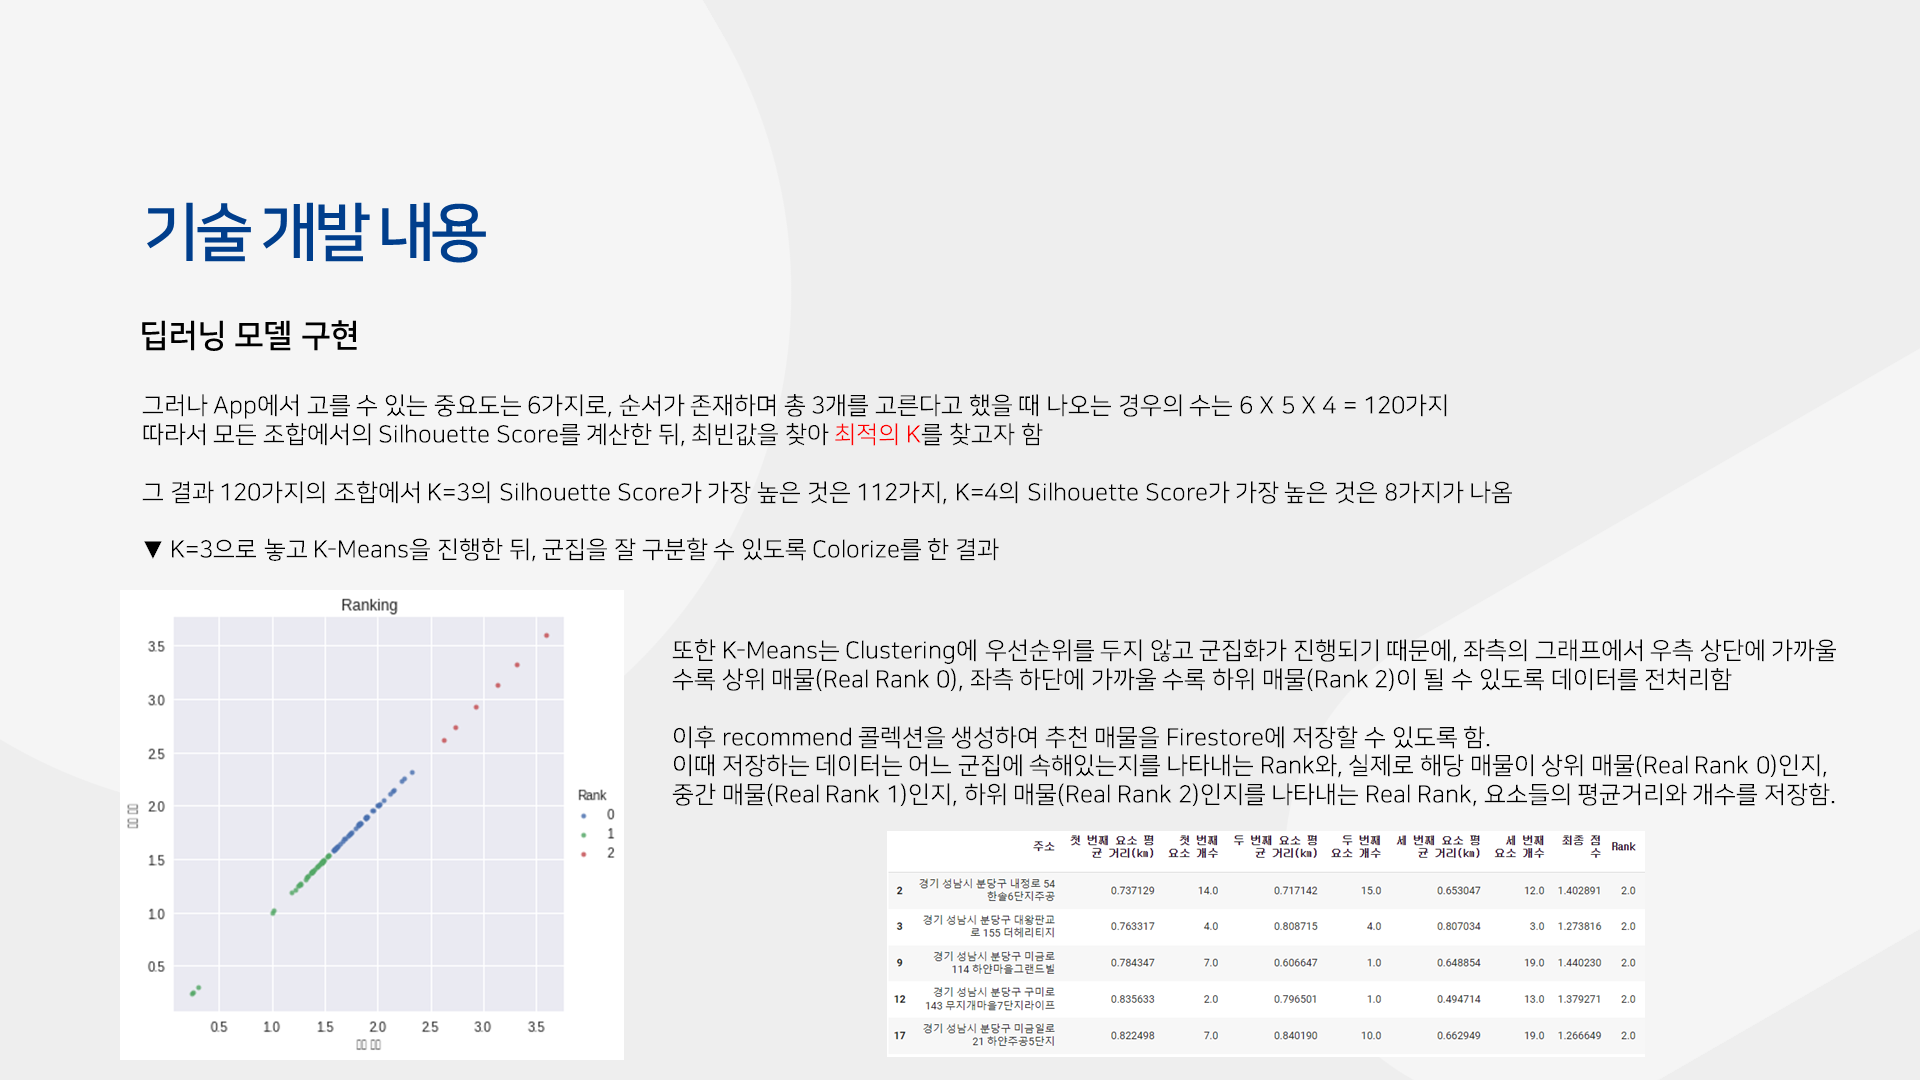 기술 개발 내용
딥러닝 모델 구현
그러나 App에서 고를 수 있는 중요도는 6가지로, 순서가 존재하며 총 3개를 고른다고 했을 때 나오는 경우의 수는 6 X 5 X 4 = 120가지
따라서 모든 조합에서의 Silhouette Score를 계산한 뒤, 최빈값을 찾아 최적의 K를 찾고자 함
그 결과 120가지의 조합에서 K=3의 Silhouette Score가 가장 높은 것은 112가지, K=4의 Silhouette Score가 가장 높은 것은 8가지가 나옴
▼ K=3으로 놓고 K-Means을 진행한 뒤, 군집을 잘 구분할 수 있도록 Colorize를 한 결과
Ranking
3.5
3.0
2.5
2.0
1.5
1.0
0.5
0.5 1.0 1.5 2.0 2.5 3.0 3.5
Rank
0
1
2
또한 K-Means는 Clustering에 우선순위를 두지 않고 군집화가 진행되기 때문에, 좌측의 그래프에서 우측 상단에 가까울
수록 상위 매물(Real Rank 0), 좌측 하단에 가까울 수록 하위 매물(Rank 2)이 될 수 있도록 데이터를 전처리함
이후 recommend 콜렉션을 생성하여 추천 매물을 Firestore에 저장할 수 있도록 함.
이때 저장하는 데이터는 어느 군집에 속해있는지를 나타내는 Rank와, 실제로 해당 매물이 상위 매물(Real Rank 0)인지,
중간 매물(Real Rank 1)인지, 하위 매물(Real Rank 2)인지를 나타내는 Real Rank, 요소들의 평균거리와 개수를 저장함.
주소 첫 번째 요소 평 첫 번째 두 번째 요소 평 두 번째 세 번째 요소 평 세 번째 최종 점 Rank
균 거리(km) 요소 개수 균 거리(km) 요소 개수 균 거리(km) 요소 개수 수
2 경기 성남시 분당구 내정로 54 0.737129 14.0 0.717142 15.0 0.653047 12.0 1.402891 2.0
한솔6단지주공
3 경기 성남시 분당구 대왕판교 0.763317 4.0 0.808715 4.0 0.807034 3.0 1.273816 2.0
로 155 더헤리티지
9 경기 성남시 분당구 미금로 0.784347 7.0 0.606647 1.0 0.648854 19.0 1.440230 2.0
114 하얀마을그랜드빌
12 경기 성남시 분당구 구미로 0.835633 2.0 0.796501 1.0 0.494714 13.0 1.379271 2.0
143 무지개마을7단지라이프
17 경기 성남시 분당구 미금일로 0.822498 7.0 0.840190 10.0 0.662949 19.0 1.266649 2.0
21 하얀주공5단지